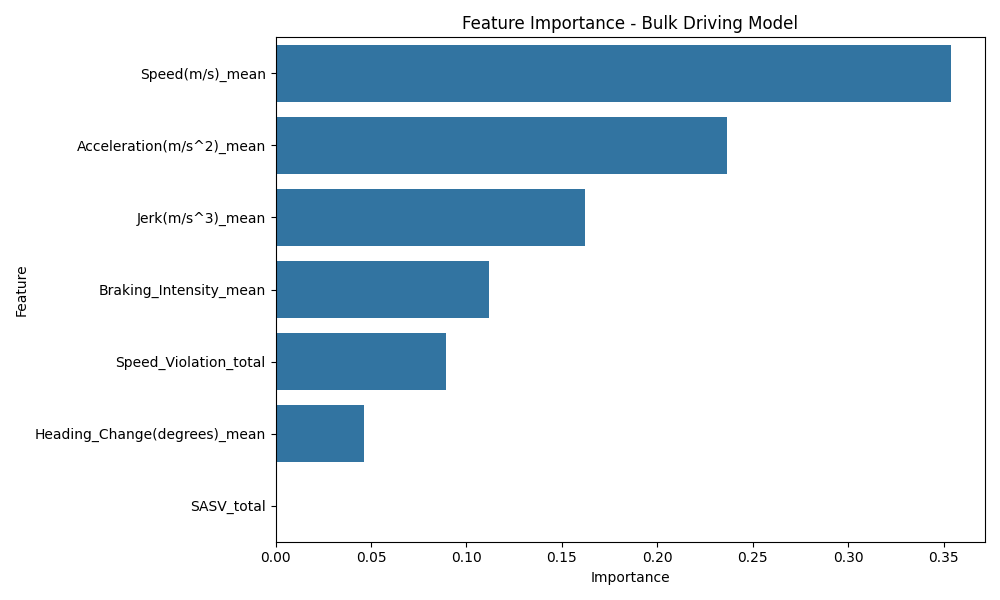 Feature Importance - Bulk Driving Model
Feature
Speed(m/s)_mean
Acceleration(m/s^2)_mean
Jerk(m/s^3)_mean
Braking_Intensity_mean
Speed_Violation_total
Heading_Change(degrees)_mean
SASV_total
0.00 0.05 0.10 0.15 0.20 0.25 0.30 0.35
Importance